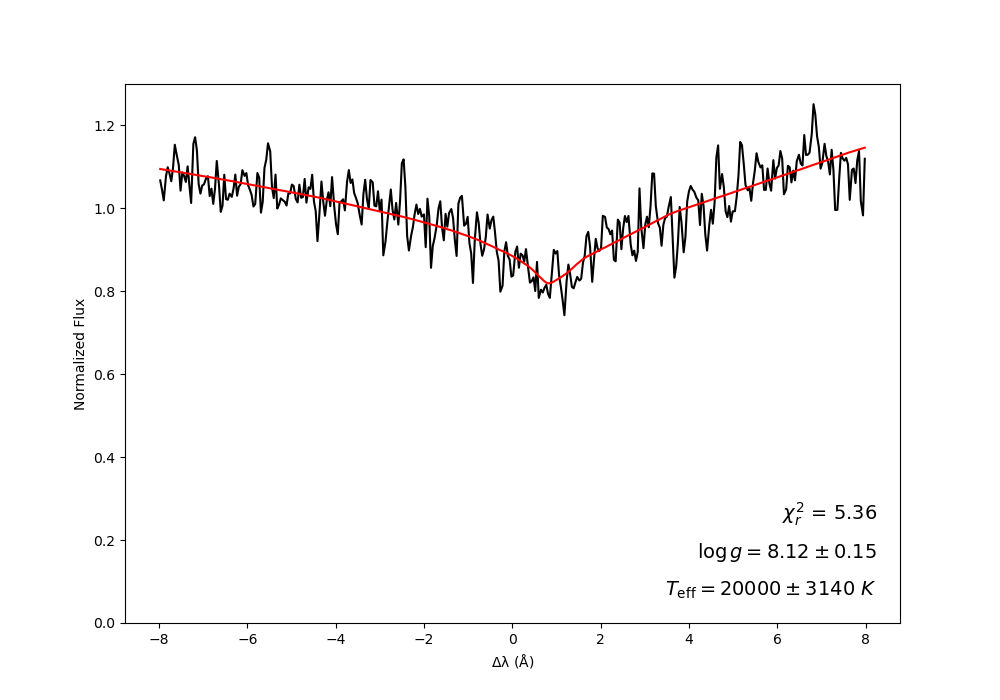 1.2
1.0
0.8
0.6
0.4
0.2
0.0
Normalized Flux
χ²ᵣ = 5.36
log g = 8.12 ± 0.15
T_eff = 20000 ± 3140 K
−8 −6 −4 −2 0 2 4 6 8
Δλ (Å)